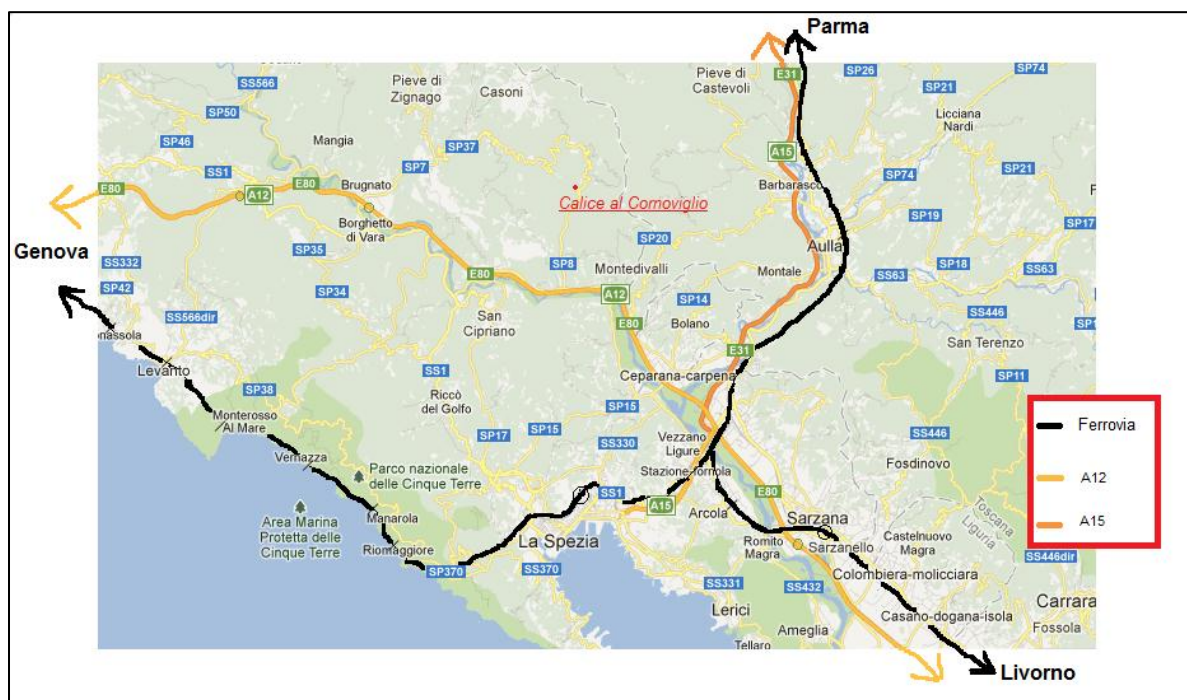 Parma
SS566
Pieve di
Zignago
Casoni
Pieve di
Castevoli
E31
SP26
SP74
SP21
SP50
Licciana
Nardi
Mangia
SP46
SP37
SP7
SS1
A15
SP21
E80
A12
E80
Brugnato
Barbarasco
SP74
Calice al Cornoviglio
Borghetto
di Vara
SP19
SP17
Genova
SP35
SP20
Aulla
SS332
SP8
Montedivalli
Montale
SP18
SS63
E80
SS63
SP42
SP34
A12
SP14
SS566dir
San
Cipriano
E80
Bolano
SS446
San Terenzo
E31
Levanto
SS1
Ceparana-carpena
SP11
SP38
Riccò
del Golfo
SP15
Monterosso
Al Mare
SP17
SP15
SS330
Vezzano
Ligure
SS446
Ferrovia
Vernazza
Parco nazionale
delle Cinque Terre
Fosdinovo
SS1
E80
A12
Area Marina
Protetta delle
Cinque Terre
Manarola
A15
Arcola
Sarzana
Toscana
Liguria
A15
Riomaggiore
La Spezia
Romito
Magra
Sarzanello
Castelnuovo
Magra
SS446dir
SP370
SS370
SS331
SS432
Colombiera-molicciara
Lerici
Casano-dogana-isola
Carrara
Fossola
Ameglia
Tellaro
Livorno